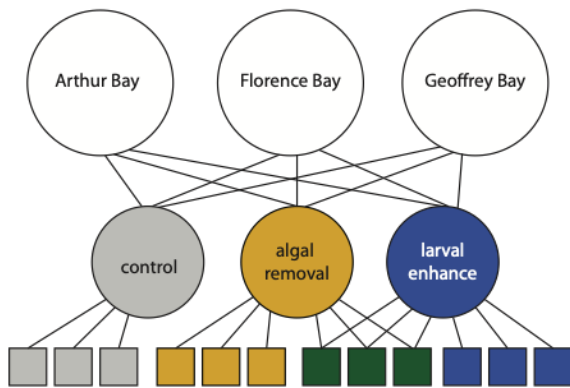 Arthur Bay
Florence Bay
Geoffrey Bay
control
algal
removal
larval
enhance